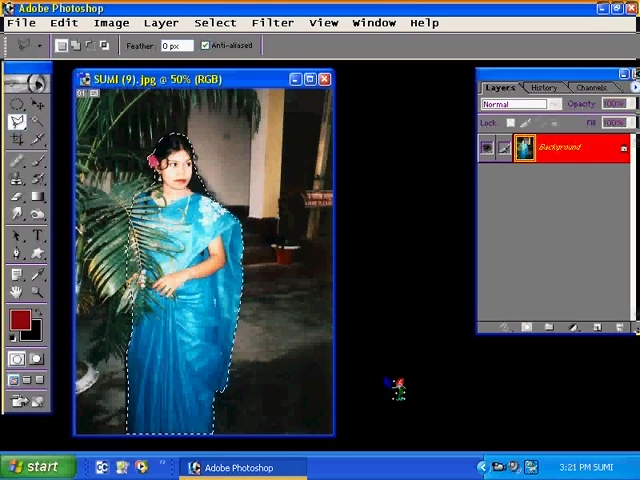 Adobe Photoshop
File Edit Image Layer Select Filter View Window Help
Feather: 0 px Anti-aliased
SUMI (9).jpg @ 50% (RGB)
01
Layers History Channels
Normal Opacity: 100%
Lock: Fill: 100%
Background
T
start Adobe Photoshop 3:21 PM SUMI